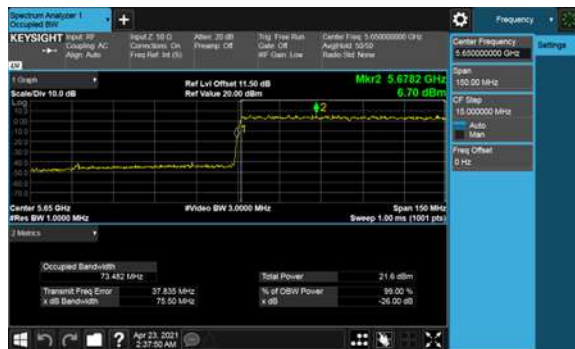 Spectrum Analyzer 1
Occupied BW
Frequency
KEYSIGHT
Input: RF
Coupling: AC
Align: Auto
Input Z: 50 Ω
Corrections: On
Freq Ref: Int (S)
Atten: 20 dB
Preamp: Off
Trig: Free Run
Gate: Off
#IF Gain: Low
Center Freq: 5.650000000 GHz
Avg|Hold: 50/50
Radio Std: None
Center Frequency
5.650000000 GHz
Settings
Span
150.00 MHz
CF Step
15.000000 MHz
Auto
Man
Freq Offset
0 Hz
1 Graph
Scale/Div 10.0 dB
Ref Lvl Offset 11.50 dB
Ref Value 20.00 dBm
Mkr2 5.6782 GHz
6.70 dBm
Log
10.0
0.00
2
1
Center 5.65 GHz
#Res BW 1.0000 MHz
#Video BW 3.0000 MHz
Span 150 MHz
Sweep 1.00 ms (1001 pts)
2 Metrics
Occupied Bandwidth
73.482 MHz
Total Power
21.6 dBm
Transmit Freq Error
37.835 MHz
% of OBW Power
99.00 %
x dB Bandwidth
75.50 MHz
x dB
-26.00 dB
Apr 23, 2021
2:37:50 AM